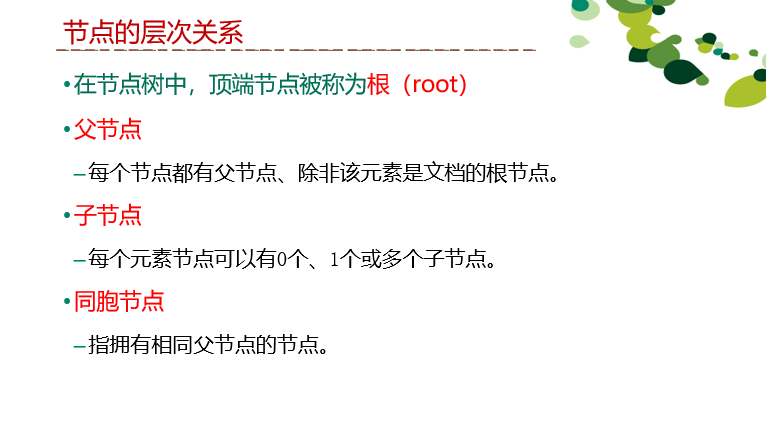 节点的层次关系
•在节点树中，顶端节点被称为根（root）
•父节点
–每个节点都有父节点、除非该元素是文档的根节点。
•子节点
–每个元素节点可以有0个、1个或多个子节点。
•同胞节点
–指拥有相同父节点的节点。